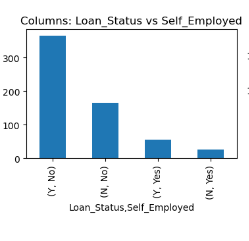 Columns: Loan_Status vs Self_Employed
300
200
100
0
(Y, No)
(N, No)
(Y, Yes)
(N, Yes)
Loan_Status,Self_Employed